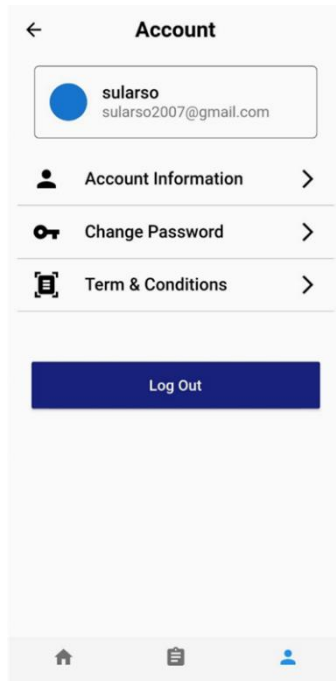 Account
sularso
sularso2007@gmail.com
Account Information
Change Password
Term & Conditions
Log Out